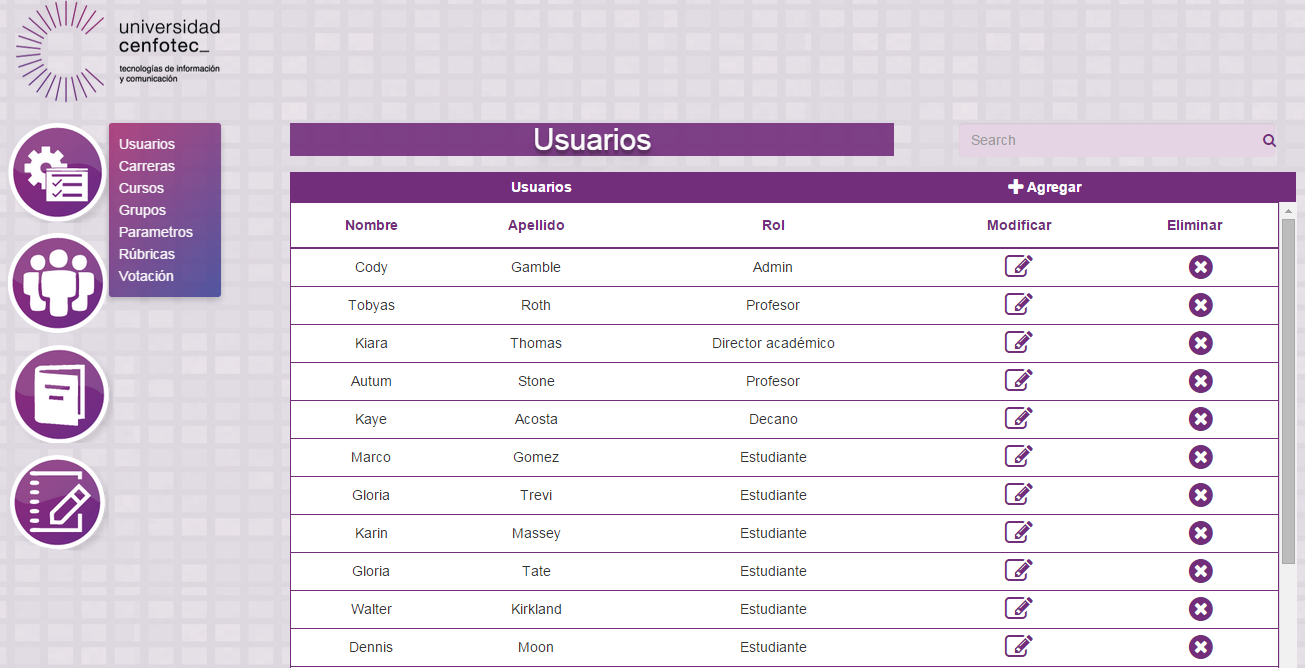 universidad
cenfotec_
tecnologías de información
y comunicación
Usuarios
Carreras
Cursos
Grupos
Parametros
Rúbricas
Votación
Usuarios
Search
Usuarios Agregar
Nombre Apellido Rol Modificar Eliminar
Cody Gamble Admin
Tobyas Roth Profesor
Kiara Thomas Director académico
Autum Stone Profesor
Kaye Acosta Decano
Marco Gomez Estudiante
Gloria Trevi Estudiante
Karin Massey Estudiante
Gloria Tate Estudiante
Walter Kirkland Estudiante
Dennis Moon Estudiante